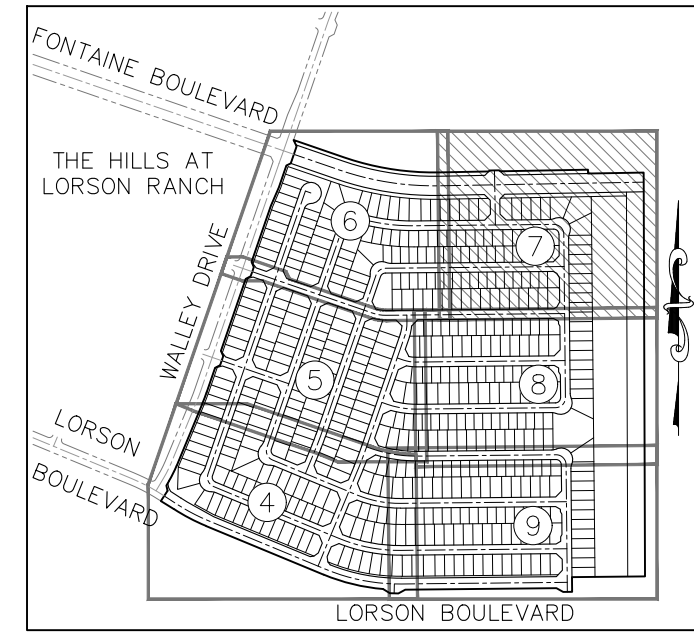 FONTAINE BOULEVARD
THE HILLS AT
LORSON RANCH
WALLEY DRIVE
6
7
5
8
LORSON
BOULEVARD
4
9
LORSON BOULEVARD